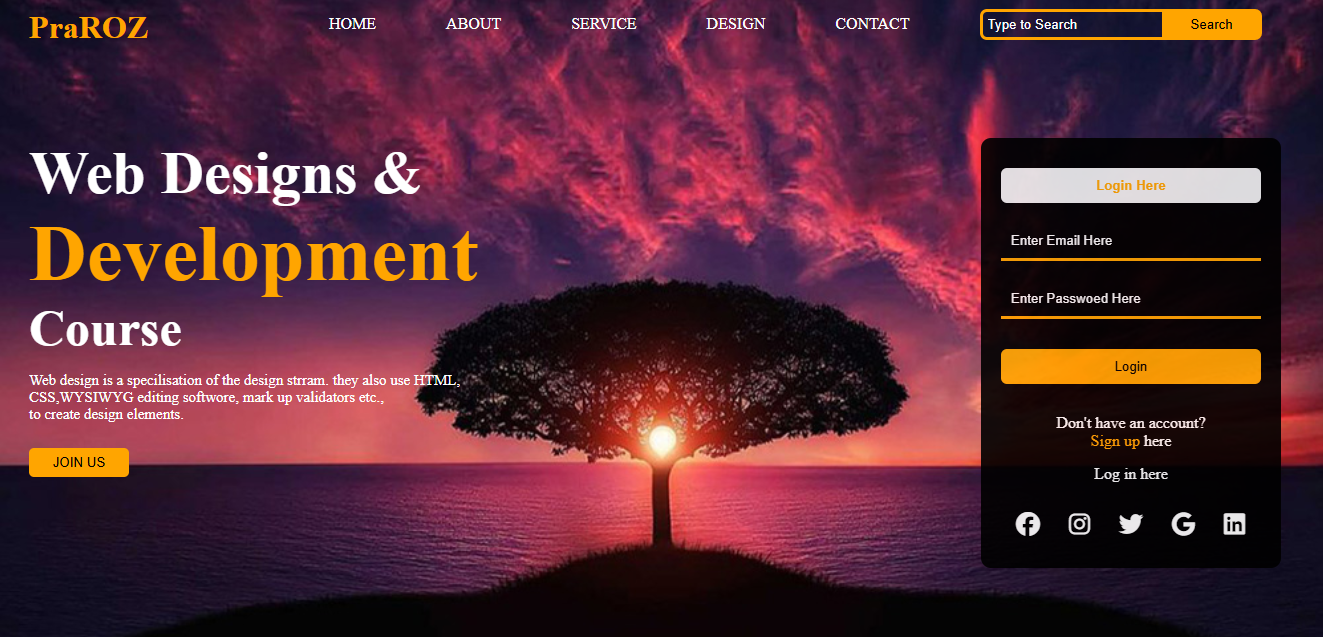 PraROZ
HOME
ABOUT
SERVICE
DESIGN
CONTACT
Type to Search
Search
Web Designs &
Development
Course
Web design is a specilisation of the design strram. they also use HTML,
CSS,WYSIWYG editing softwore, mark up validators etc.,
to create design elements.
JOIN US
Login Here
Enter Email Here
Enter Passwoed Here
Login
Don't have an account?
Sign up here
Log in here